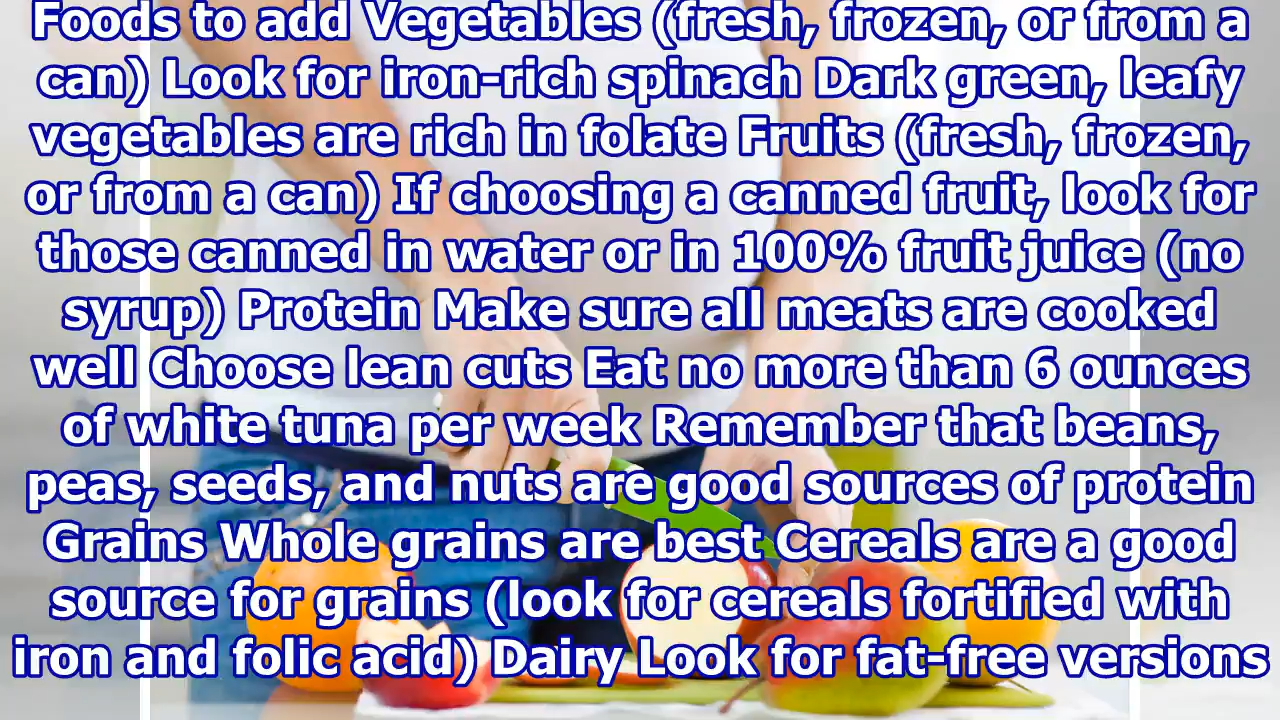 Foods to add Vegetables (fresh, frozen, or from a
can) Look for iron-rich spinach Dark green, leafy
vegetables are rich in folate Fruits (fresh, frozen,
or from a can) If choosing a canned fruit, look for
those canned in water or in 100% fruit juice (no
syrup) Protein Make sure all meats are cooked
well Choose lean cuts Eat no more than 6 ounces
of white tuna per week Remember that beans,
peas, seeds, and nuts are good sources of protein
Grains Whole grains are best Cereals are a good
source for grains (look for cereals fortified with
iron and folic acid) Dairy Look for fat-free versions